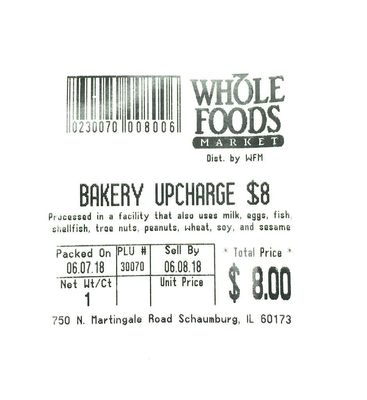 WHOLE
FOODS
MARKET
0230070 008006
Dist. by WFM
BAKERY UPCHARGE $8
Processed in a facility that also uses milk, eggs, fish,
shellfish, tree nuts, peanuts, wheat, soy, and sesame
Packed On PLU # Sell By * Total Price *
06.07.18 30070 06.08.18
Net Wt/Ct Unit Price $ 8.00
1
750 N. Martingale Road Schaumburg, IL 60173